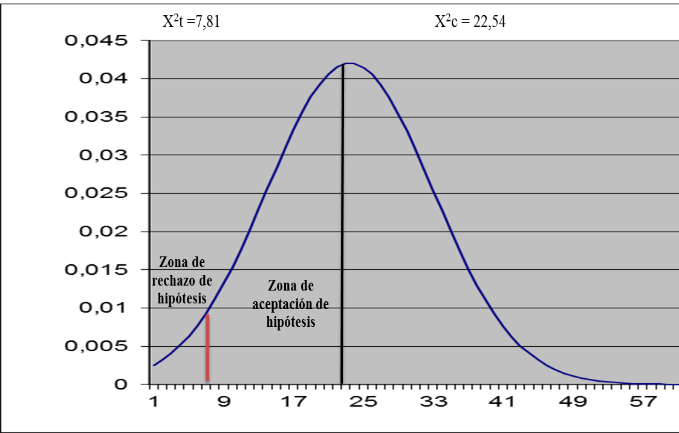 X²t =7,81
X²c = 22,54
0,045
0,04
0,035
0,03
0,025
0,02
0,015
0,01
0,005
0
Zona de
rechazo de
hipótesis
Zona de
aceptación de
hipótesis
1 9 17 25 33 41 49 57